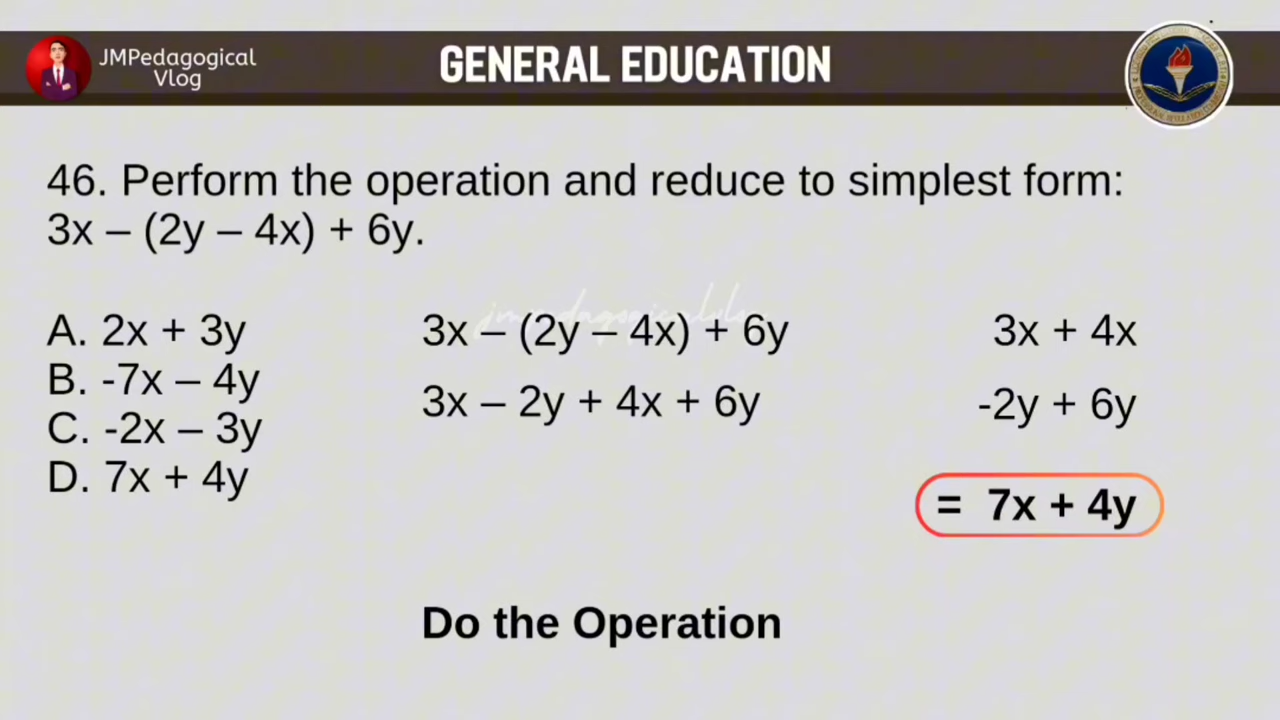 JMPedagogical
Vlog
GENERAL EDUCATION
46. Perform the operation and reduce to simplest form:
3x – (2y – 4x) + 6y.
A. 2x + 3y
B. -7x – 4y
C. -2x – 3y
D. 7x + 4y
3x – (2y – 4x) + 6y
3x – 2y + 4x + 6y
3x + 4x
-2y + 6y
= 7x + 4y
Do the Operation